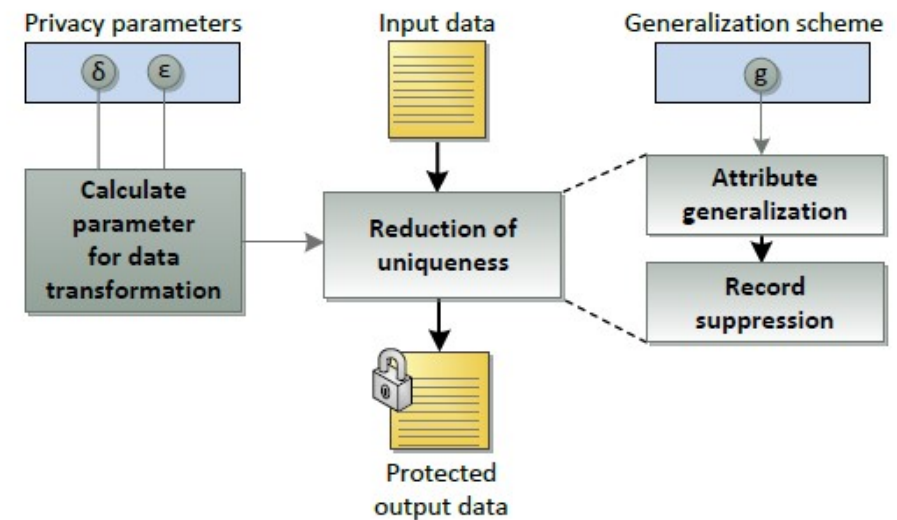 Privacy parameters
δ ε
Calculate
parameter
for data
transformation
Input data
Reduction of
uniqueness
0
Protected
output data
Generalization scheme
g
Attribute
generalization
Record
suppression